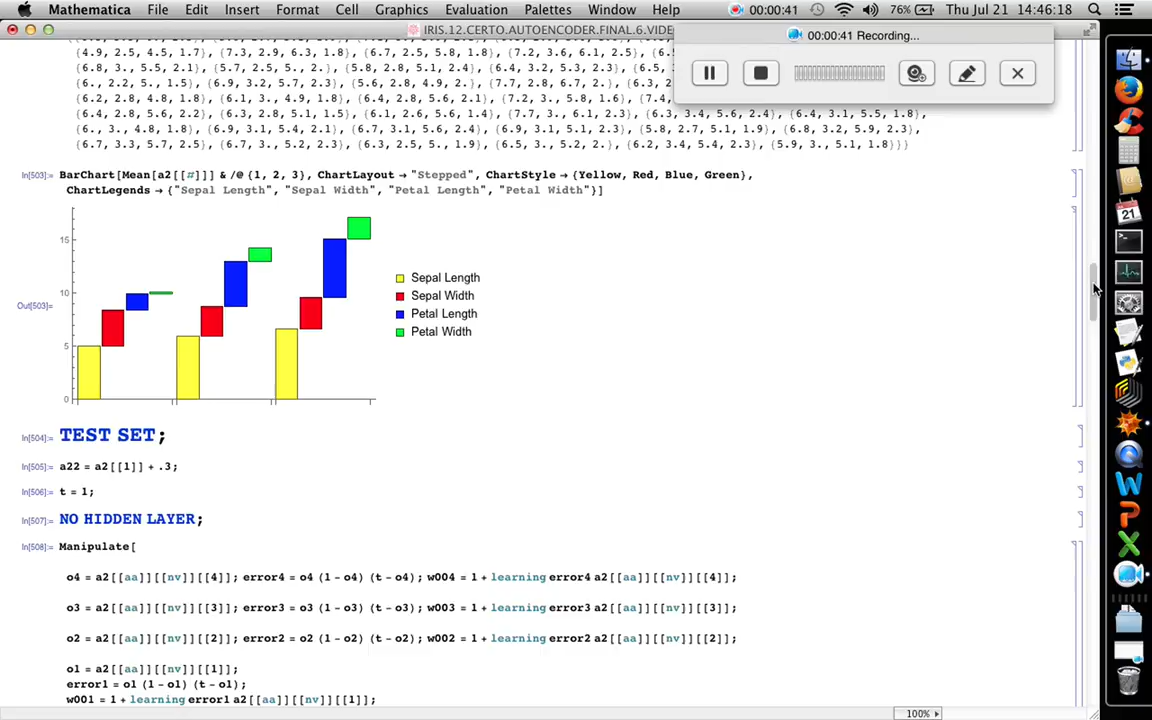 Mathematica File Edit Insert Format Cell Graphics Evaluation Palettes Window Help 00:00:41 76% Thu Jul 21 14:46:18
IRIS.12.CERTO.AUTOENCODER.FINAL.6.VIDE
00:00:41 Recording...
{4.9, 2.5, 4.5, 1.7}, {7.3, 2.9, 6.3, 1.8}, {6.7, 2.5, 5.8, 1.8}, {7.2, 3.6, 6.1, 2.5},
{6.8, 3., 5.5, 2.1}, {5.7, 2.5, 5., 2.}, {5.8, 2.8, 5.1, 2.4}, {6.4, 3.2, 5.3, 2.3}, {6.5,
{6., 2.2, 5., 1.5}, {6.9, 3.2, 5.7, 2.3}, {5.6, 2.8, 4.9, 2.}, {7.7, 2.8, 6.7, 2.}, {6.3,
{6.2, 2.8, 4.8, 1.8}, {6.1, 3., 4.9, 1.8}, {6.4, 2.8, 5.6, 2.1}, {7.2, 3., 5.8, 1.6}, {7.4
{6.4, 2.8, 5.6, 2.2}, {6.3, 2.8, 5.1, 1.5}, {6.1, 2.6, 5.6, 1.4}, {7.7, 3., 6.1, 2.3}, {6.3, 3.4, 5.6, 2.4}, {6.4, 3.1, 5.5, 1.8},
{6., 3., 4.8, 1.8}, {6.9, 3.1, 5.4, 2.1}, {6.7, 3.1, 5.6, 2.4}, {6.9, 3.1, 5.1, 2.3}, {5.8, 2.7, 5.1, 1.9}, {6.8, 3.2, 5.9, 2.3},
{6.7, 3.3, 5.7, 2.5}, {6.7, 3., 5.2, 2.3}, {6.3, 2.5, 5., 1.9}, {6.5, 3., 5.2, 2.}, {6.2, 3.4, 5.4, 2.3}, {5.9, 3., 5.1, 1.8}}}
In[503]:= BarChart[Mean[a2[[#]]] & /@ {1, 2, 3}, ChartLayout → "Stepped", ChartStyle → {Yellow, Red, Blue, Green},
ChartLegends → {"Sepal Length", "Sepal Width", "Petal Length", "Petal Width"}]
15
10
5
0
Out[503]=
Sepal Length
Sepal Width
Petal Length
Petal Width
In[504]:= TEST SET;
In[505]:= a22 = a2[[1]] + .3;
In[506]:= t = 1;
In[507]:= NO HIDDEN LAYER;
In[508]:= Manipulate[
o4 = a2[[aa]][[nv]][[4]]; error4 = o4 (1 - o4) (t - o4); w004 = 1 + learning error4 a2[[aa]][[nv]][[4]];
o3 = a2[[aa]][[nv]][[3]]; error3 = o3 (1 - o3) (t - o3); w003 = 1 + learning error3 a2[[aa]][[nv]][[3]];
o2 = a2[[aa]][[nv]][[2]]; error2 = o2 (1 - o2) (t - o2); w002 = 1 + learning error2 a2[[aa]][[nv]][[2]];
o1 = a2[[aa]][[nv]][[1]];
error1 = o1 (1 - o1) (t - o1);
w001 = 1 + learning error1 a2[[aa]][[nv]][[1]];
100%